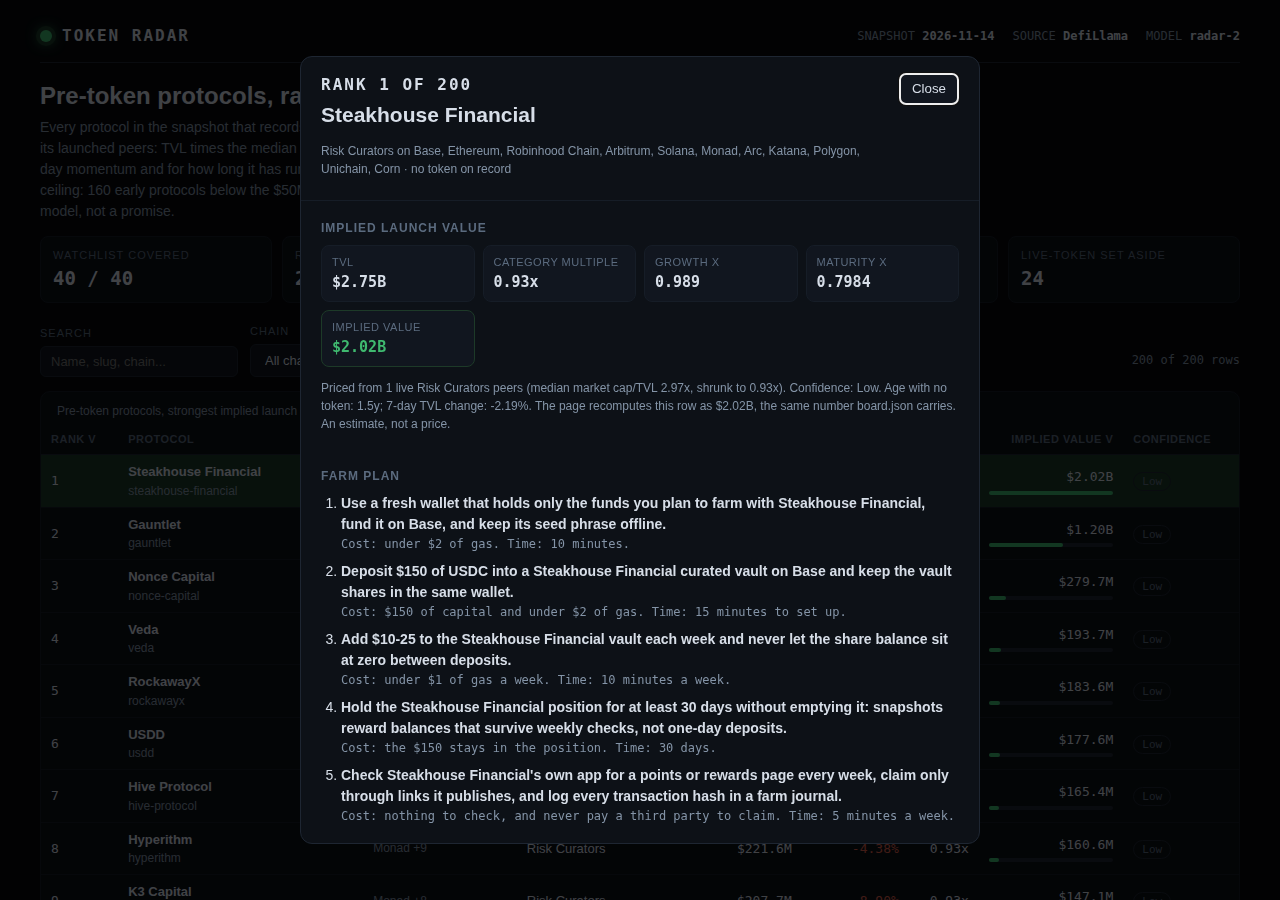 TOKEN RADAR
SNAPSHOT 2026-11-14 SOURCE DefiLlama MODEL radar-2
Pre-token protocols, ra
Every protocol in the snapshot that record
its launched peers: TVL times the median
day momentum and for how long it has ru
ceiling: 160 early protocols below the $50M
model, not a promise.
WATCHLIST COVERED
40 / 40
LIVE-TOKEN SET ASIDE
24
SEARCH
CHAIN
Name, slug, chain...
All cha
200 of 200 rows
Pre-token protocols, strongest implied launch
RANK V PROTOCOL IMPLIED VALUE V CONFIDENCE
1 Steakhouse Financial $2.02B Low
steakhouse-financial
2 Gauntlet $1.20B Low
gauntlet
3 Nonce Capital $279.7M Low
nonce-capital
4 Veda $193.7M Low
veda
5 RockawayX $183.6M Low
rockawayx
6 USDD $177.6M Low
usdd
7 Hive Protocol $165.4M Low
hive-protocol
8 Hyperithm Monad +9 Risk Curators $221.6M -4.38% 0.93x $160.6M Low
hyperithm
K3 Capital $147.1M
RANK 1 OF 200
Close
Steakhouse Financial
Risk Curators on Base, Ethereum, Robinhood Chain, Arbitrum, Solana, Monad, Arc, Katana, Polygon,
Unichain, Corn · no token on record
IMPLIED LAUNCH VALUE
TVL
$2.75B
CATEGORY MULTIPLE
0.93x
GROWTH X
0.989
MATURITY X
0.7984
IMPLIED VALUE
$2.02B
Priced from 1 live Risk Curators peers (median market cap/TVL 2.97x, shrunk to 0.93x). Confidence: Low. Age with no
token: 1.5y; 7-day TVL change: -2.19%. The page recomputes this row as $2.02B, the same number board.json carries.
An estimate, not a price.
FARM PLAN
1. Use a fresh wallet that holds only the funds you plan to farm with Steakhouse Financial,
fund it on Base, and keep its seed phrase offline.
Cost: under $2 of gas. Time: 10 minutes.
2. Deposit $150 of USDC into a Steakhouse Financial curated vault on Base and keep the vault
shares in the same wallet.
Cost: $150 of capital and under $2 of gas. Time: 15 minutes to set up.
3. Add $10-25 to the Steakhouse Financial vault each week and never let the share balance sit
at zero between deposits.
Cost: under $1 of gas a week. Time: 10 minutes a week.
4. Hold the Steakhouse Financial position for at least 30 days without emptying it: snapshots
reward balances that survive weekly checks, not one-day deposits.
Cost: the $150 stays in the position. Time: 30 days.
5. Check Steakhouse Financial's own app for a points or rewards page every week, claim only
through links it publishes, and log every transaction hash in a farm journal.
Cost: nothing to check, and never pay a third party to claim. Time: 5 minutes a week.